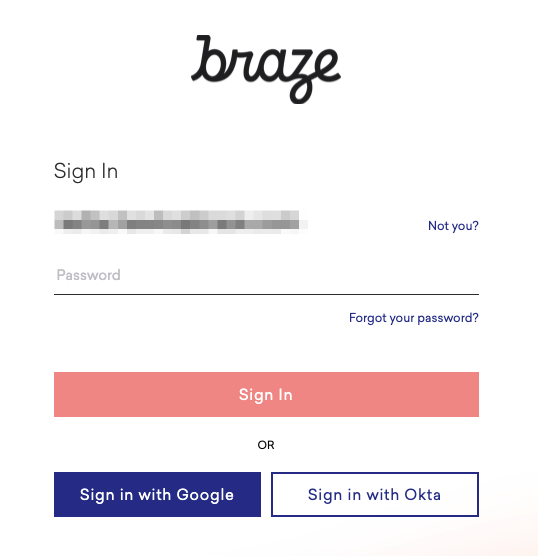 braze
Sign In
Not you?
Password
Forgot your password?
Sign In
OR
Sign in with Google
Sign in with Okta